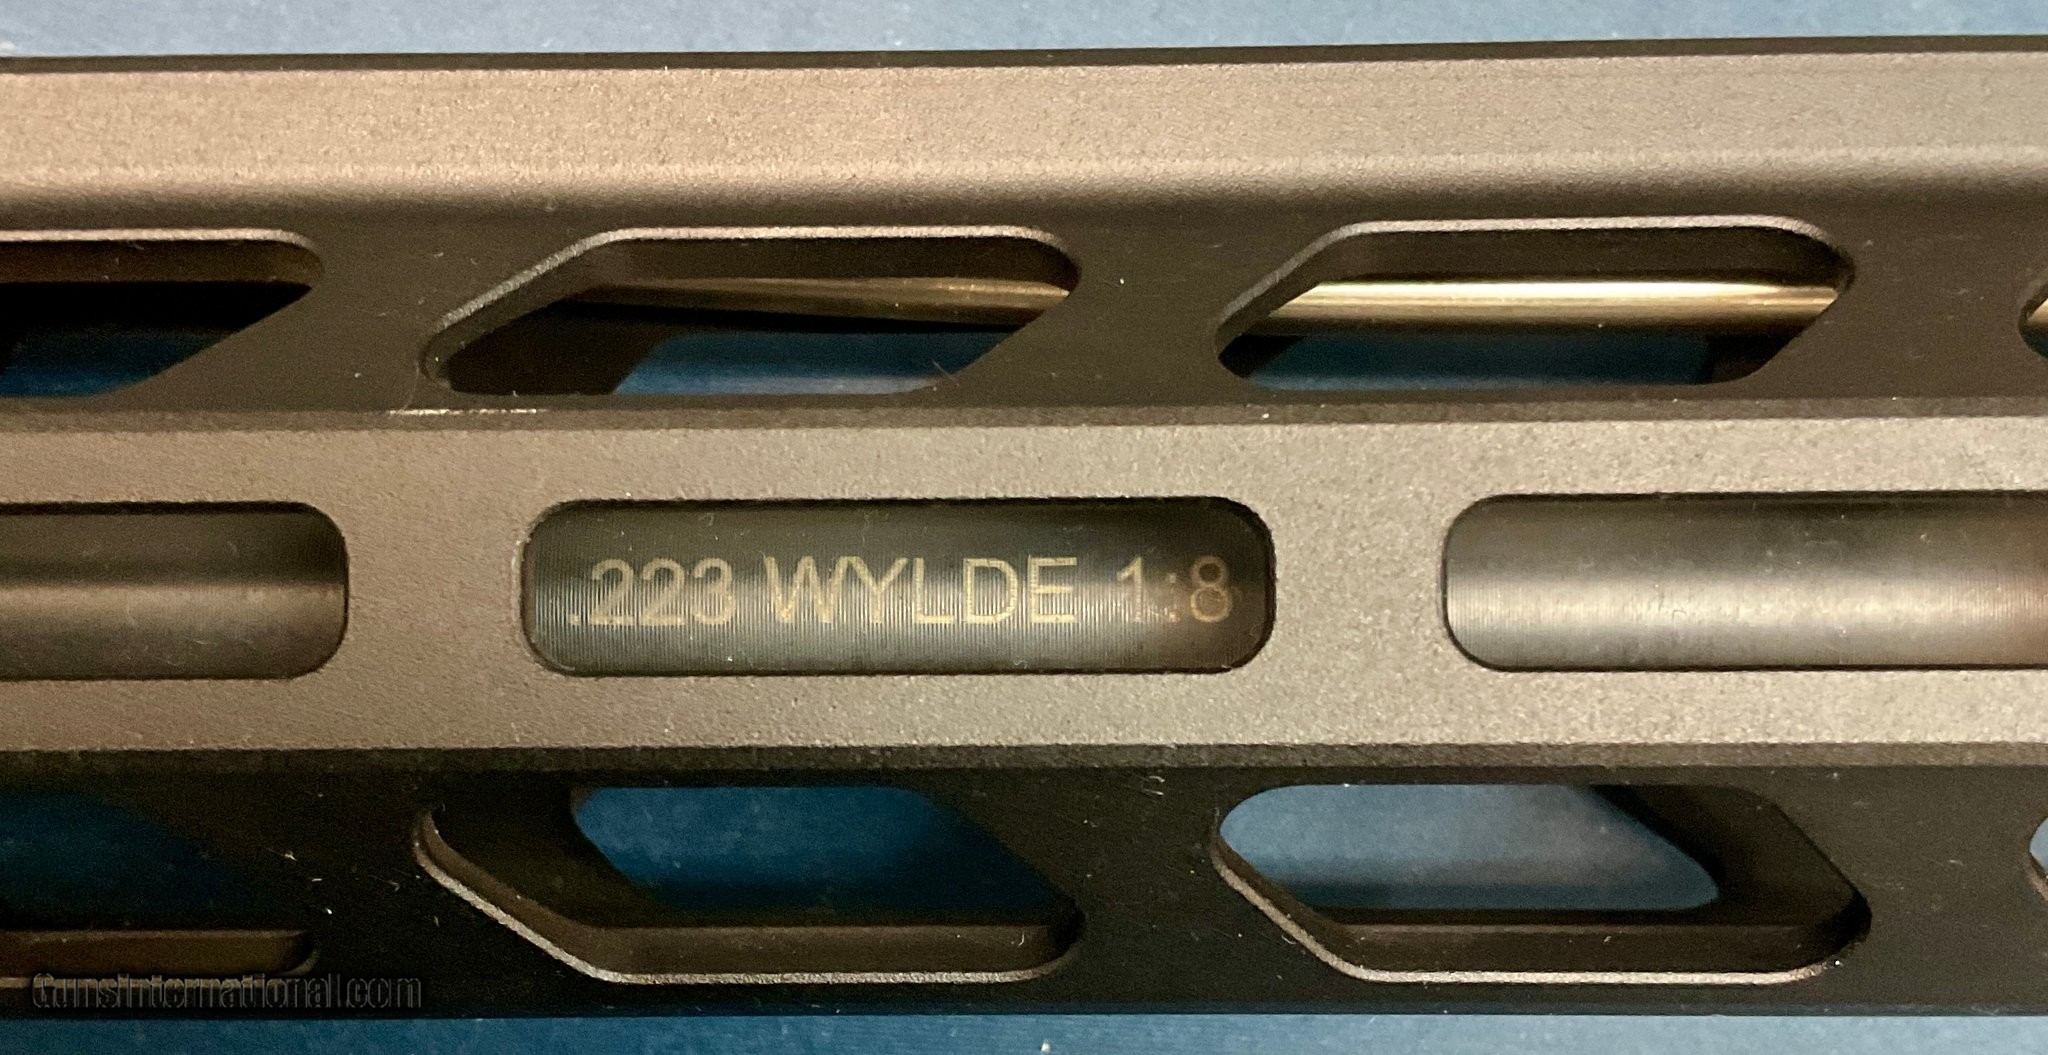 .223 WYLDE 1:8
GunsInternational.com